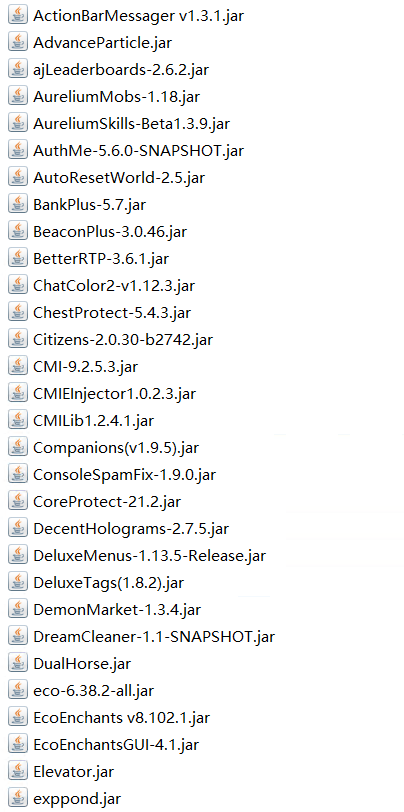 ActionBarMessager v1.3.1.jar
AdvanceParticle.jar
ajLeaderboards-2.6.2.jar
AureliumMobs-1.18.jar
AureliumSkills-Beta1.3.9.jar
AuthMe-5.6.0-SNAPSHOT.jar
AutoResetWorld-2.5.jar
BankPlus-5.7.jar
BeaconPlus-3.0.46.jar
BetterRTP-3.6.1.jar
ChatColor2-v1.12.3.jar
ChestProtect-5.4.3.jar
Citizens-2.0.30-b2742.jar
CMI-9.2.5.3.jar
CMIEInjector1.0.2.3.jar
CMILib1.2.4.1.jar
Companions(v1.9.5).jar
ConsoleSpamFix-1.9.0.jar
CoreProtect-21.2.jar
DecentHolograms-2.7.5.jar
DeluxeMenus-1.13.5-Release.jar
DeluxeTags(1.8.2).jar
DemonMarket-1.3.4.jar
DreamCleaner-1.1-SNAPSHOT.jar
DualHorse.jar
eco-6.38.2-all.jar
EcoEnchants v8.102.1.jar
EcoEnchantsGUI-4.1.jar
Elevator.jar
exppond.jar